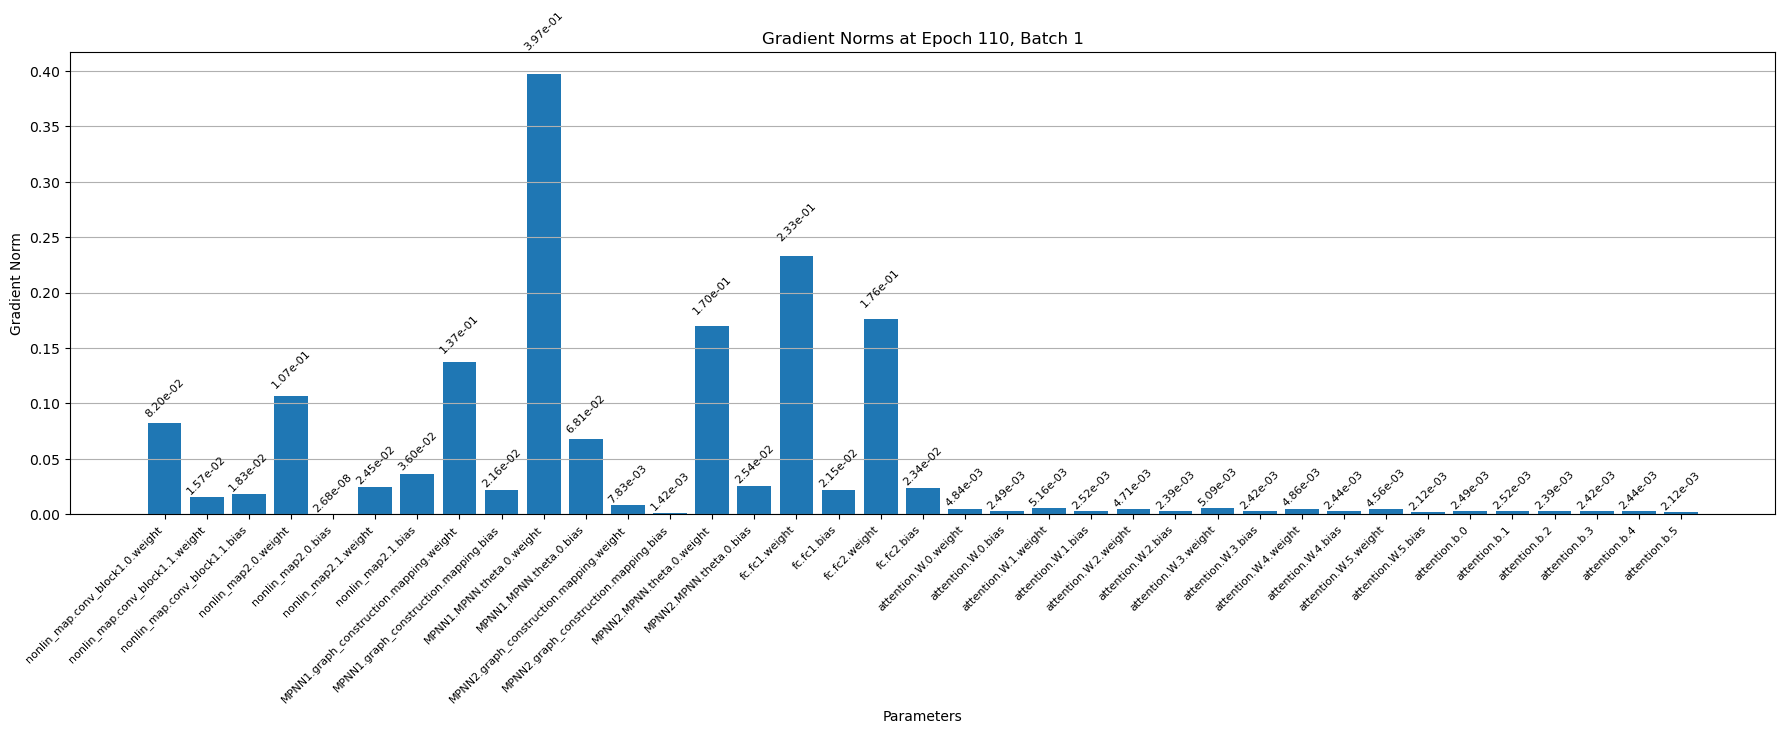 Gradient Norms at Epoch 110, Batch 1
Gradient Norm
0.40
0.35
0.30
0.25
0.20
0.15
0.10
0.05
0.00
8.20e-02
1.57e-02
1.83e-02
1.07e-01
2.68e-08
2.45e-02
3.60e-02
1.37e-01
2.16e-02
3.97e-01
6.81e-02
7.83e-03
1.42e-03
1.70e-01
2.54e-02
2.33e-01
2.15e-02
1.76e-01
2.34e-02
4.84e-03
2.49e-03
5.16e-03
2.52e-03
4.71e-03
2.39e-03
5.09e-03
2.42e-03
4.86e-03
2.44e-03
4.56e-03
2.12e-03
2.49e-03
2.52e-03
2.39e-03
2.42e-03
2.44e-03
2.12e-03
nonlin_map.conv_block1.0.weight
nonlin_map.conv_block1.1.weight
nonlin_map.conv_block1.1.bias
nonlin_map2.0.weight
nonlin_map2.0.bias
nonlin_map2.1.weight
nonlin_map2.1.bias
MPNN1.graph_construction.mapping.weight
MPNN1.graph_construction.mapping.bias
MPNN1.MPNN.theta.0.weight
MPNN1.MPNN.theta.0.bias
MPNN2.graph_construction.mapping.weight
MPNN2.graph_construction.mapping.bias
MPNN2.MPNN.theta.0.weight
MPNN2.MPNN.theta.0.bias
fc.fc1.weight
fc.fc1.bias
fc.fc2.weight
fc.fc2.bias
attention.W.0.weight
attention.W.0.bias
attention.W.1.weight
attention.W.1.bias
attention.W.2.weight
attention.W.2.bias
attention.W.3.weight
attention.W.3.bias
attention.W.4.weight
attention.W.4.bias
attention.W.5.weight
attention.W.5.bias
attention.b.0
attention.b.1
attention.b.2
attention.b.3
attention.b.4
attention.b.5
Parameters